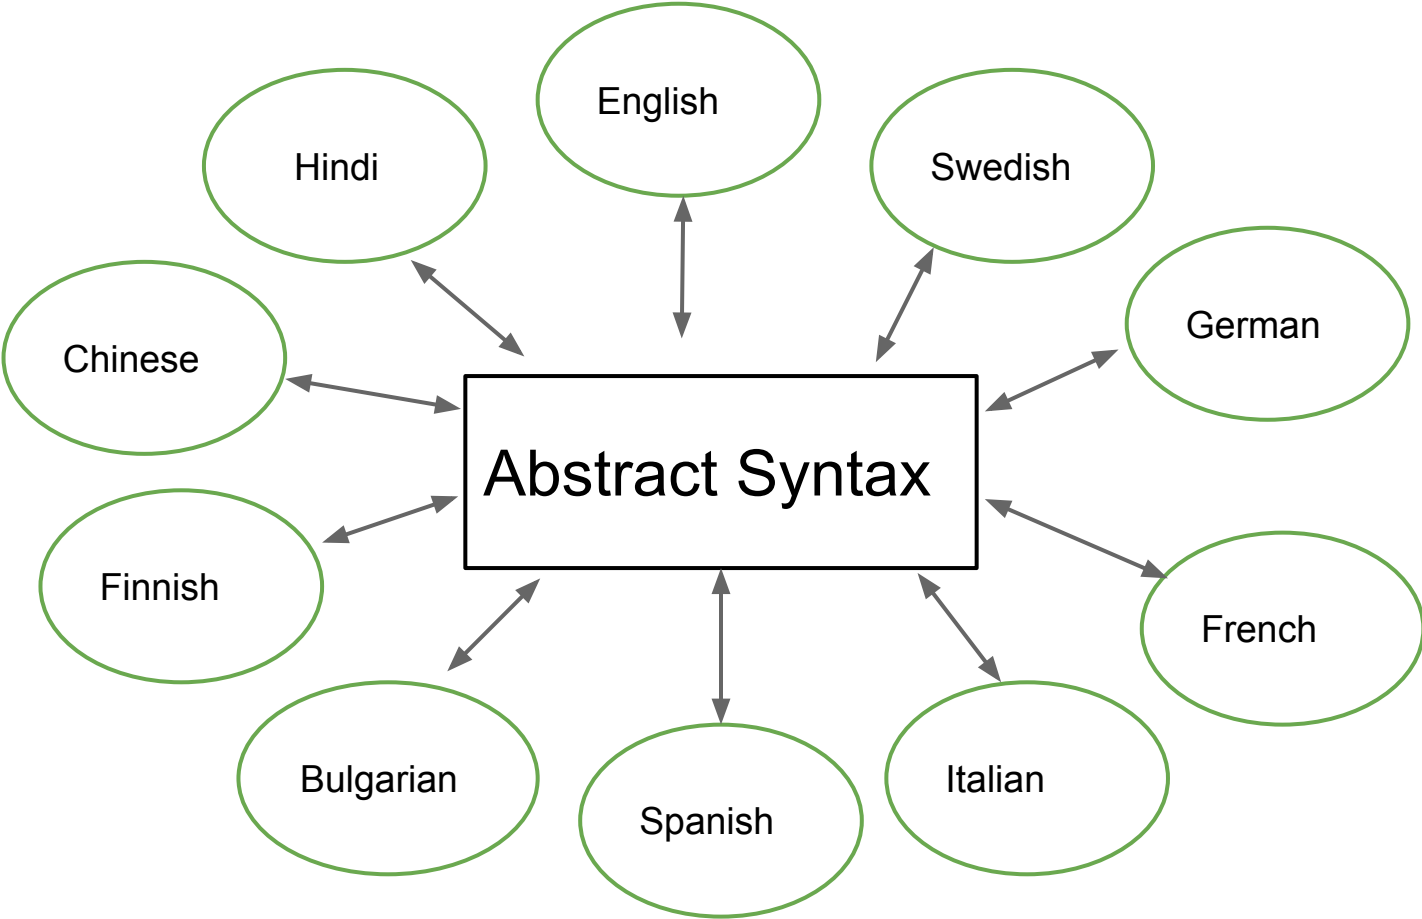 English
Hindi
Swedish
German
Chinese
Abstract Syntax
Finnish
French
Bulgarian
Italian
Spanish